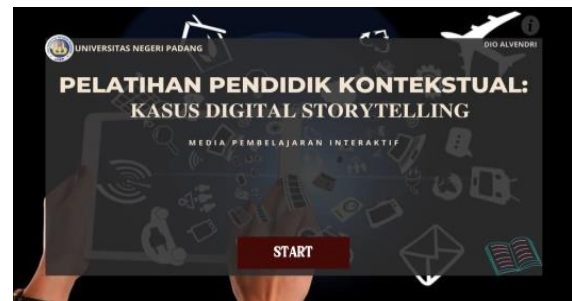 UNIVERSITAS NEGERI PADANG
DIO ALVENDRI
PELATIHAN PENDIDIK KONTEKSTUAL:
KASUS DIGITAL STORYTELLING
MEDIA PEMBELAJARAN INTERAKTIF
START